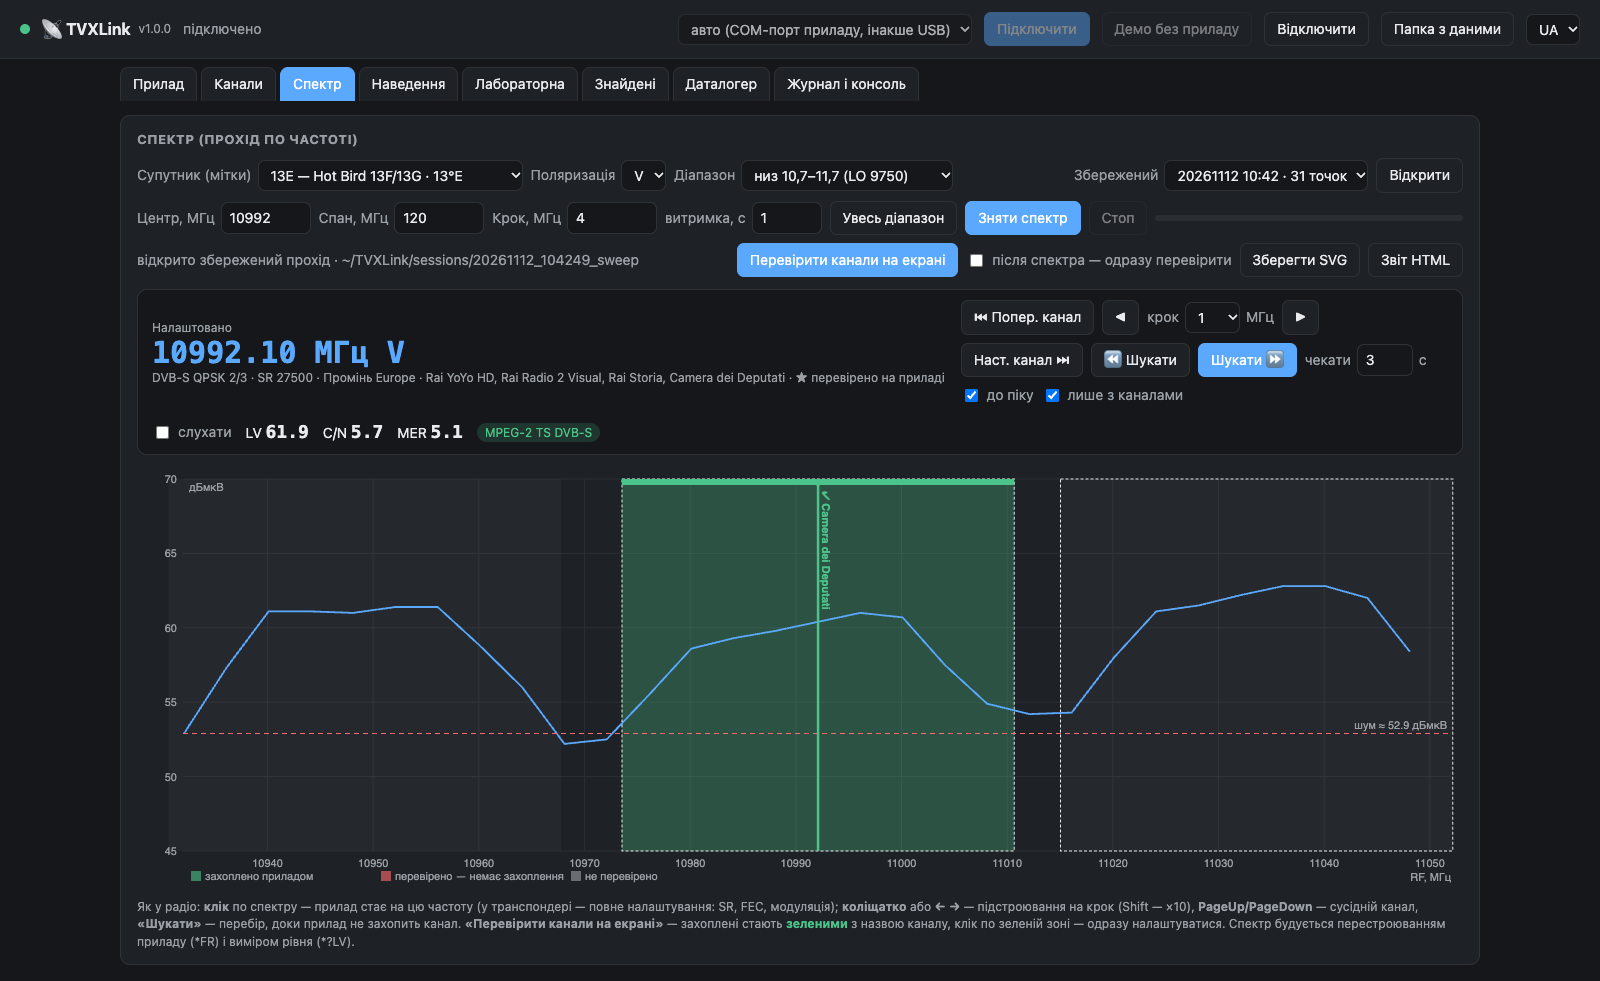 TVXLink v1.0.0 підключено авто (COM-порт приладу, інакше USB) Підключити Демо без приладу Відключити Папка з даними UA
Прилад Канали Спектр Наведення Лабораторна Знайдені Даталогер Журнал і консоль
СПЕКТР (ПРОХІД ПО ЧАСТОТІ)
Супутник (мітки) 13E — Hot Bird 13F/13G · 13°E Поляризація V Діапазон низ 10,7–11,7 (LO 9750) Збережений 20261112 10:42 · 31 точок Відкрити
Центр, МГц 10992 Спан, МГц 120 Крок, МГц 4 витримка, с 1 Увесь діапазон Зняти спектр Стоп
відкрито збережений прохід · ~/TVXLink/sessions/20261112_104249_sweep Перевірити канали на екрані після спектра — одразу перевірити Зберегти SVG Звіт HTML
Налаштовано
10992.10 МГц V
DVB-S QPSK 2/3 · SR 27500 · Промінь Europe · Rai YoYo HD, Rai Radio 2 Visual, Rai Storia, Camera dei Deputati · ★ перевірено на приладі
⏮ Попер. канал ◀ крок 1 МГц ▶
Наст. канал ⏭ ⏪ Шукати Шукати ⏩ чекати 3 с
до піку лише з каналами
слухати LV 61.9 C/N 5.7 MER 5.1 MPEG-2 TS DVB-S
70
дБмкВ
✓ Camera dei Deputati
65
60
55
шум ≈ 52.9 дБмкВ
50
45
10940 10950 10960 10970 10980 10990 11000 11010 11020 11030 11040 11050
захоплено приладом перевірено — немає захоплення не перевірено RF, МГц
Як у радіо: клік по спектру — прилад стає на цю частоту (у транспондері — повне налаштування: SR, FEC, модуляція); коліщатко або ← → — підстроювання на крок (Shift — ×10), PageUp/PageDown — сусідній канал,
«Шукати» — перебір, доки прилад не захопить канал. «Перевірити канали на екрані» — захоплені стають зеленими з назвою каналу, клік по зеленій зоні — одразу налаштуватися. Спектр будується перестроюванням
приладу (*FR) і виміром рівня (*?LV).